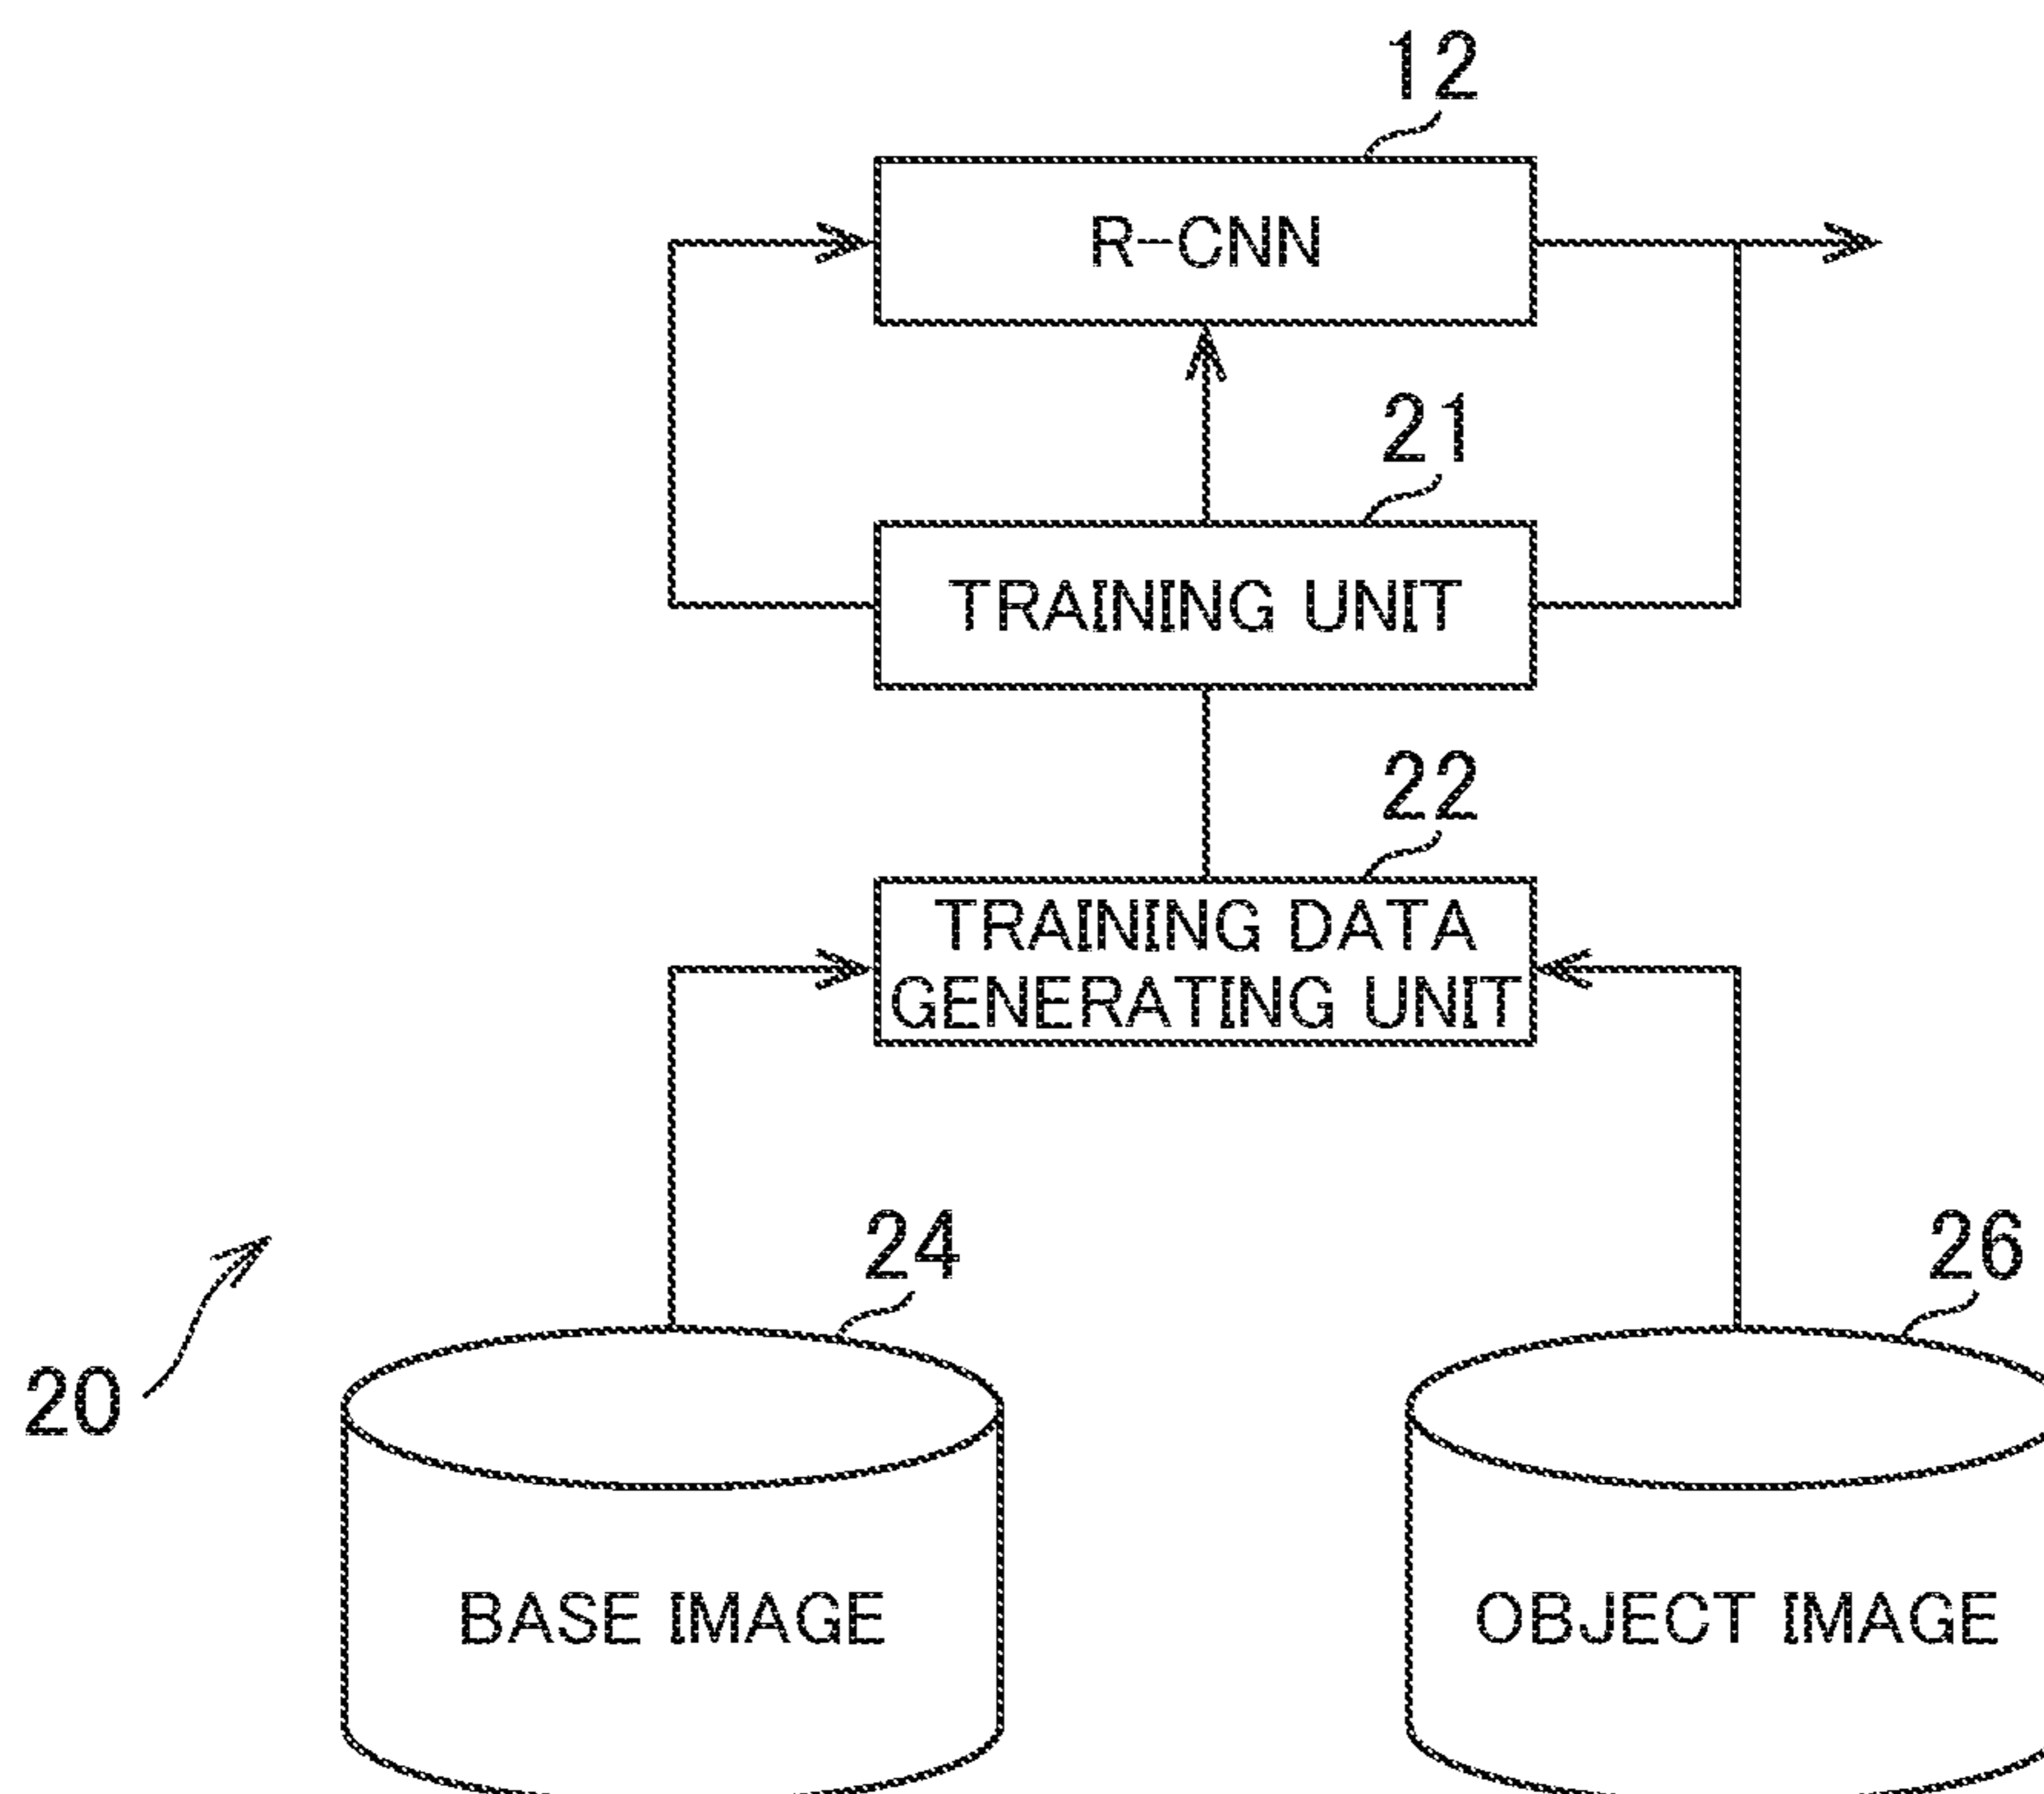 12
R-CNN
21
TRAINING UNIT
22
TRAINING DATA
GENERATING UNIT
24
26
20
BASE IMAGE
OBJECT IMAGE